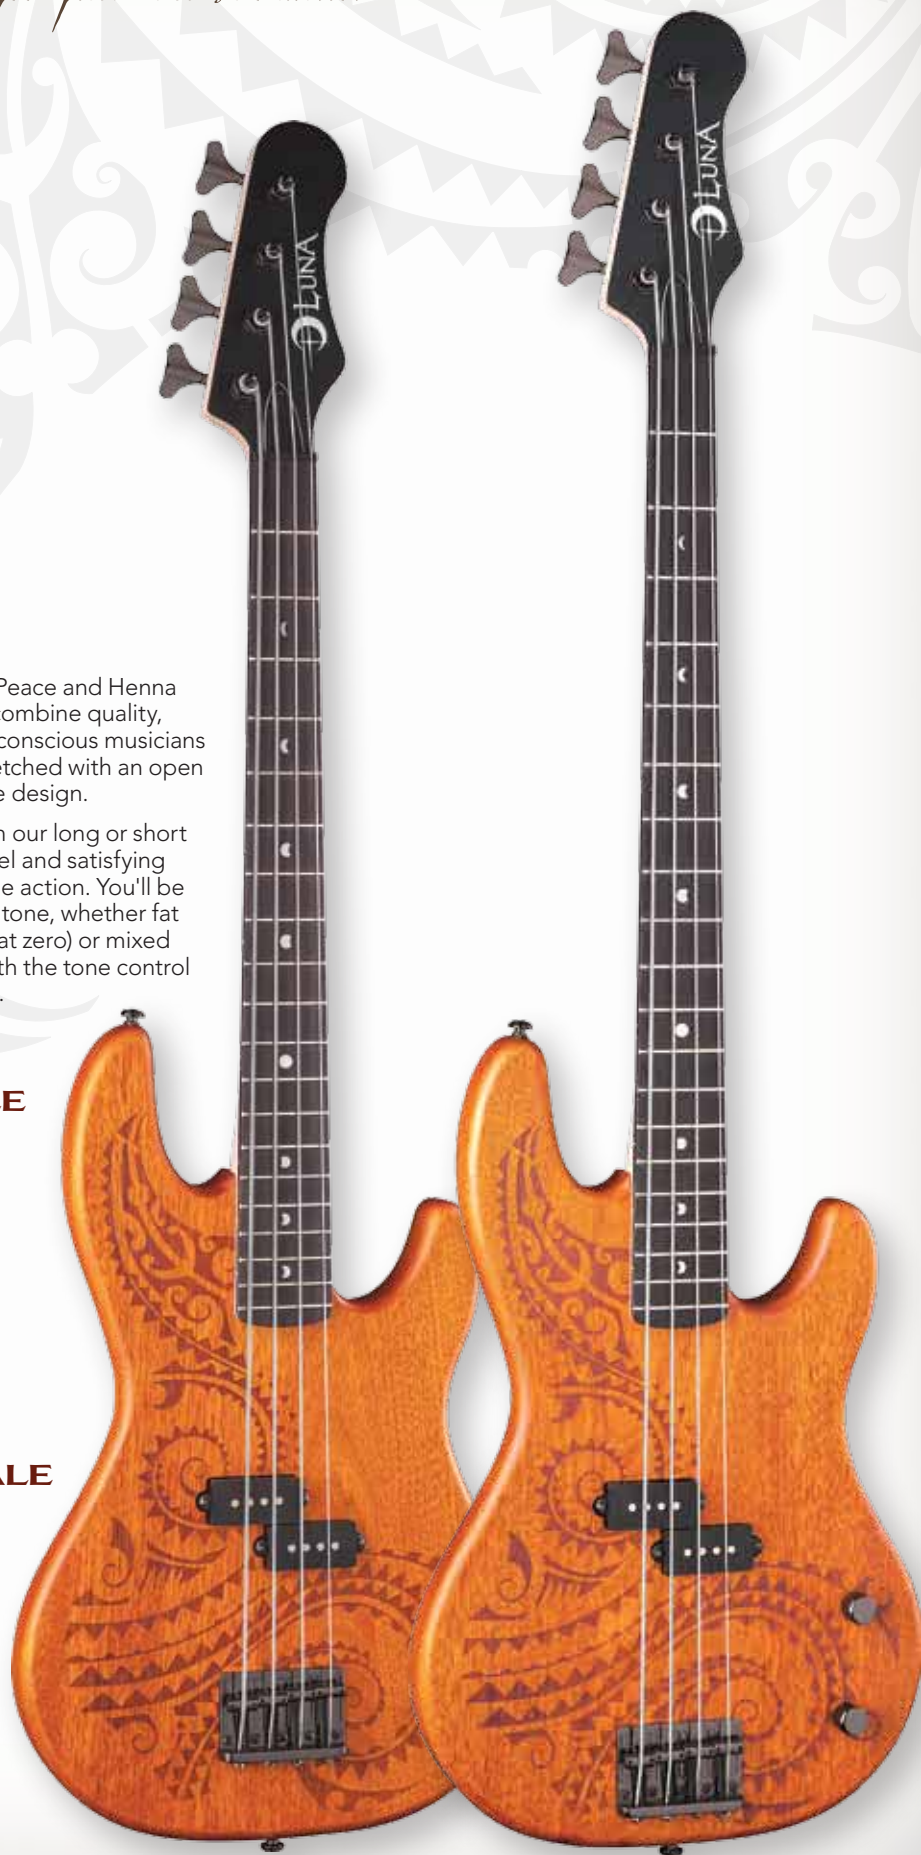 Peace and Henna
combine quality,
conscious musicians
etched with an open
e design.
n our long or short
el and satisfying
e action. You'll be
tone, whether fat
at zero) or mixed
th the tone control
.
E
ALE
LUNA
LUNA